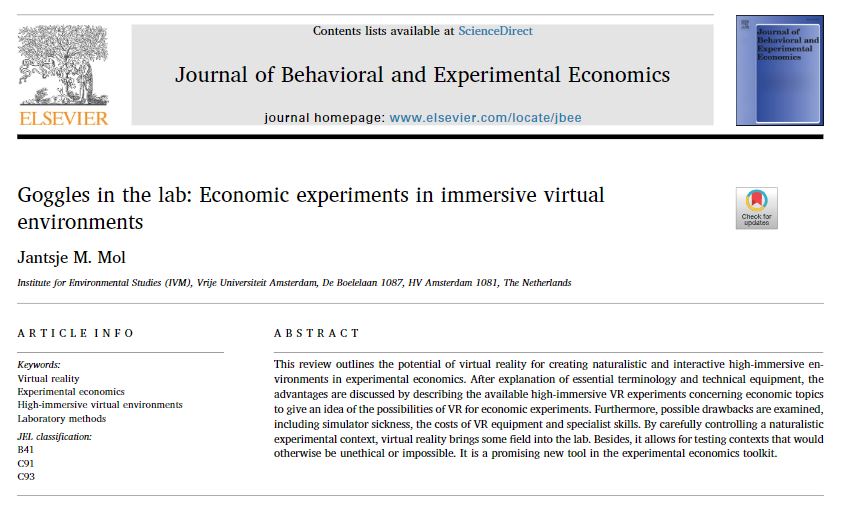 Contents lists available at ScienceDirect
Journal of Behavioral and Experimental Economics
journal homepage: www.elsevier.com/locate/jbee
ELSEVIER
Journal of
Behavioral and
Experimental
Economics
Goggles in the lab: Economic experiments in immersive virtual
environments
Check for
updates
Jantsje M. Mol
Institute for Environmental Studies (IVM), Vrije Universiteit Amsterdam, De Boelelaan 1087, HV Amsterdam 1081, The Netherlands
ARTICLE INFO
Keywords:
Virtual reality
Experimental economics
High-immersive virtual environments
Laboratory methods
JEL classification:
B41
C91
C93
ABSTRACT
This review outlines the potential of virtual reality for creating naturalistic and interactive high-immersive en-
vironments in experimental economics. After explanation of essential terminology and technical equipment, the
advantages are discussed by describing the available high-immersive VR experiments concerning economic topics
to give an idea of the possibilities of VR for economic experiments. Furthermore, possible drawbacks are examined,
including simulator sickness, the costs of VR equipment and specialist skills. By carefully controlling a naturalistic
experimental context, virtual reality brings some field into the lab. Besides, it allows for testing contexts that would
otherwise be unethical or impossible. It is a promising new tool in the experimental economics toolkit.